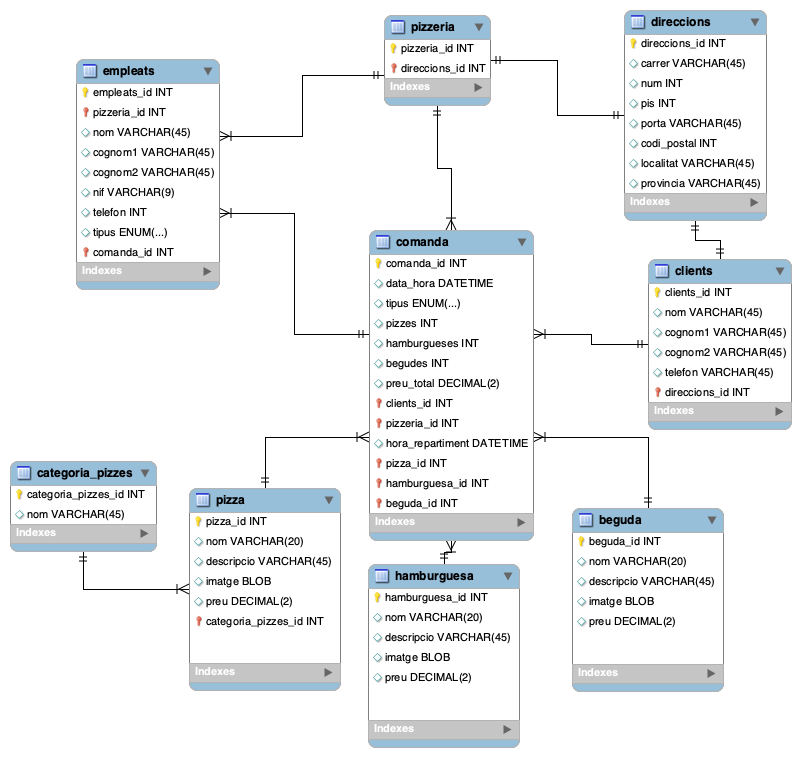 pizzeria
pizzeria_id INT
direccions_id INT
Indexes
direccions
direccions_id INT
carrer VARCHAR(45)
num INT
pis INT
porta VARCHAR(45)
codi_postal INT
localitat VARCHAR(45)
provincia VARCHAR(45)
Indexes
empleats
empleats_id INT
pizzeria_id INT
nom VARCHAR(45)
cognom1 VARCHAR(45)
cognom2 VARCHAR(45)
nif VARCHAR(9)
telefon INT
tipus ENUM(...)
comanda_id INT
Indexes
comanda
comanda_id INT
data_hora DATETIME
tipus ENUM(...)
pizzes INT
hamburgueses INT
begudes INT
preu_total DECIMAL(2)
clients_id INT
pizzeria_id INT
hora_repartiment DATETIME
pizza_id INT
hamburguesa_id INT
beguda_id INT
Indexes
clients
clients_id INT
nom VARCHAR(45)
cognom1 VARCHAR(45)
cognom2 VARCHAR(45)
telefon VARCHAR(45)
direccions_id INT
Indexes
categoria_pizzes
categoria_pizzes_id INT
nom VARCHAR(45)
Indexes
pizza
pizza_id INT
nom VARCHAR(20)
descripcio VARCHAR(45)
imatge BLOB
preu DECIMAL(2)
categoria_pizzes_id INT
Indexes
hamburguesa
hamburguesa_id INT
nom VARCHAR(20)
descripcio VARCHAR(45)
imatge BLOB
preu DECIMAL(2)
Indexes
beguda
beguda_id INT
nom VARCHAR(20)
descripcio VARCHAR(45)
imatge BLOB
preu DECIMAL(2)
Indexes